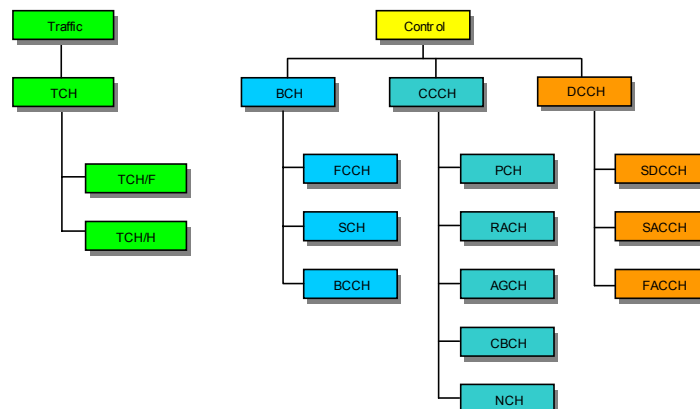 Traffic
Control
TCH
BCH
CCCH
DCCH
TCH/F
FCCH
PCH
SDCCH
TCH/H
SCH
RACH
SACCH
BCCH
AGCH
FACCH
CBCH
NCH